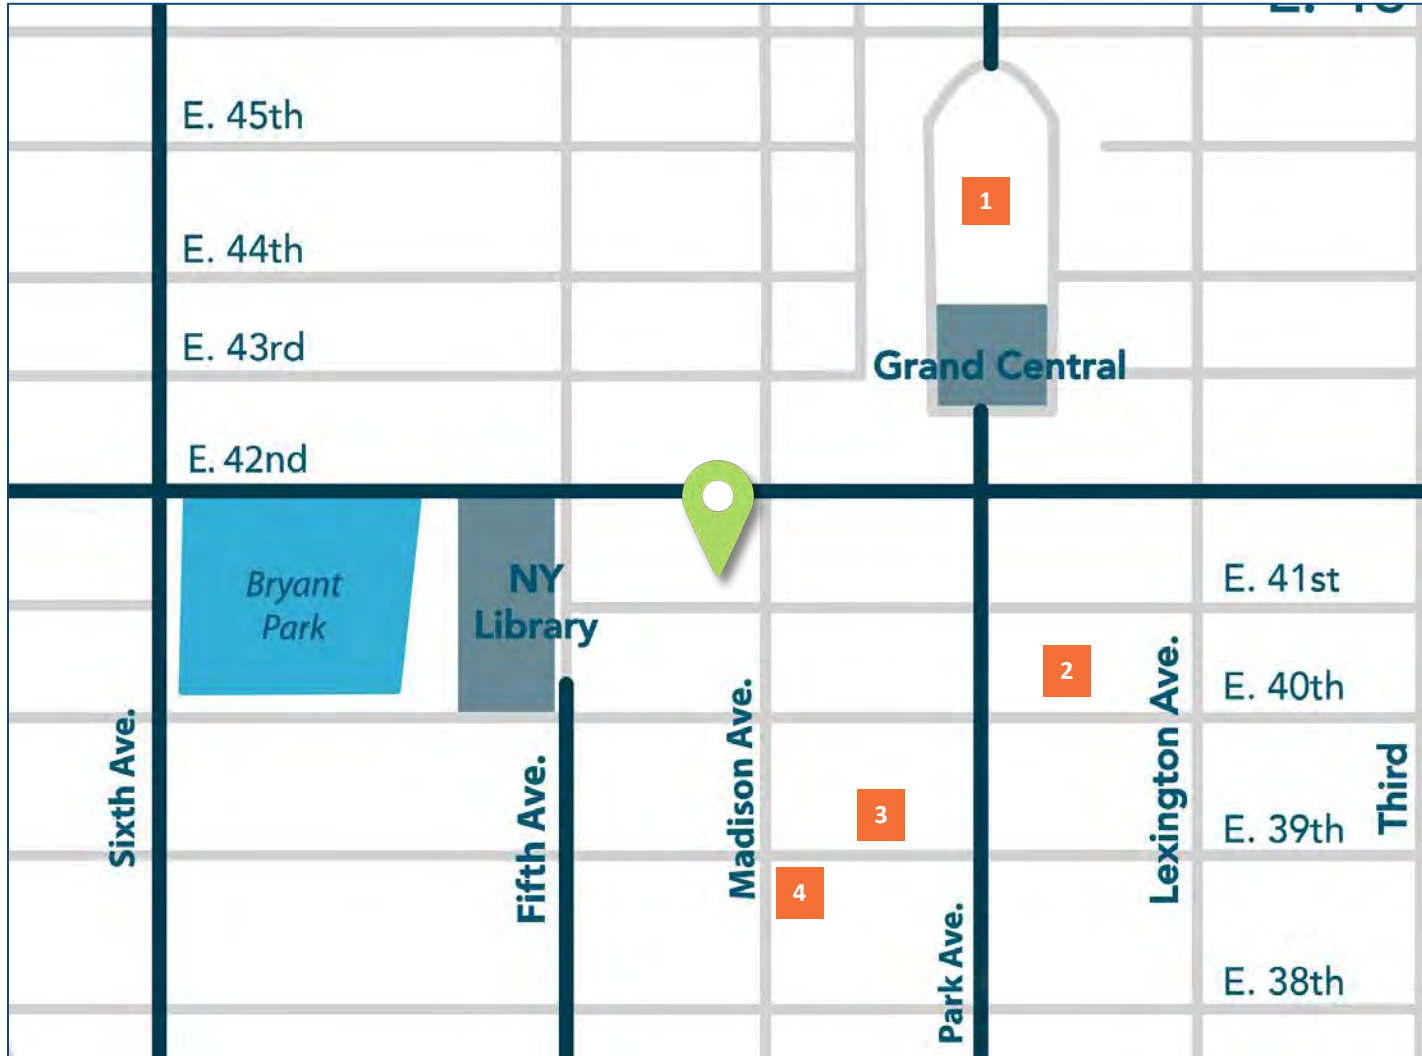 E. 45th
1
E. 44th
E. 43rd
Grand Central
E. 42nd
NY
Library
Bryant
Park
E. 41st
2
E. 40th
Sixth Ave.
Fifth Ave.
Madison Ave.
3
Lexington Ave.
E. 39th
Third
4
Park Ave.
E. 38th